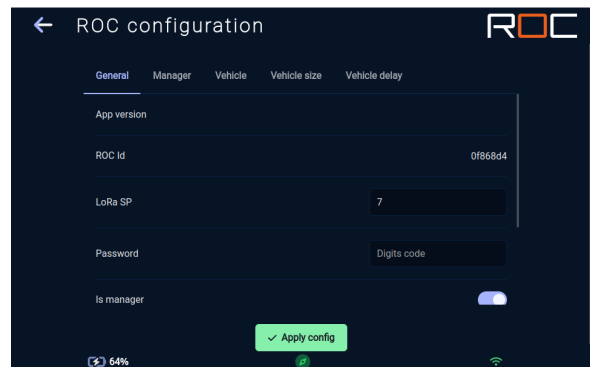 ROC configuration
ROC
General Manager Vehicle Vehicle size Vehicle delay
App version
ROC Id 0f868d4
LoRa SP 7
Password Digits code
Is manager
Apply config
64%